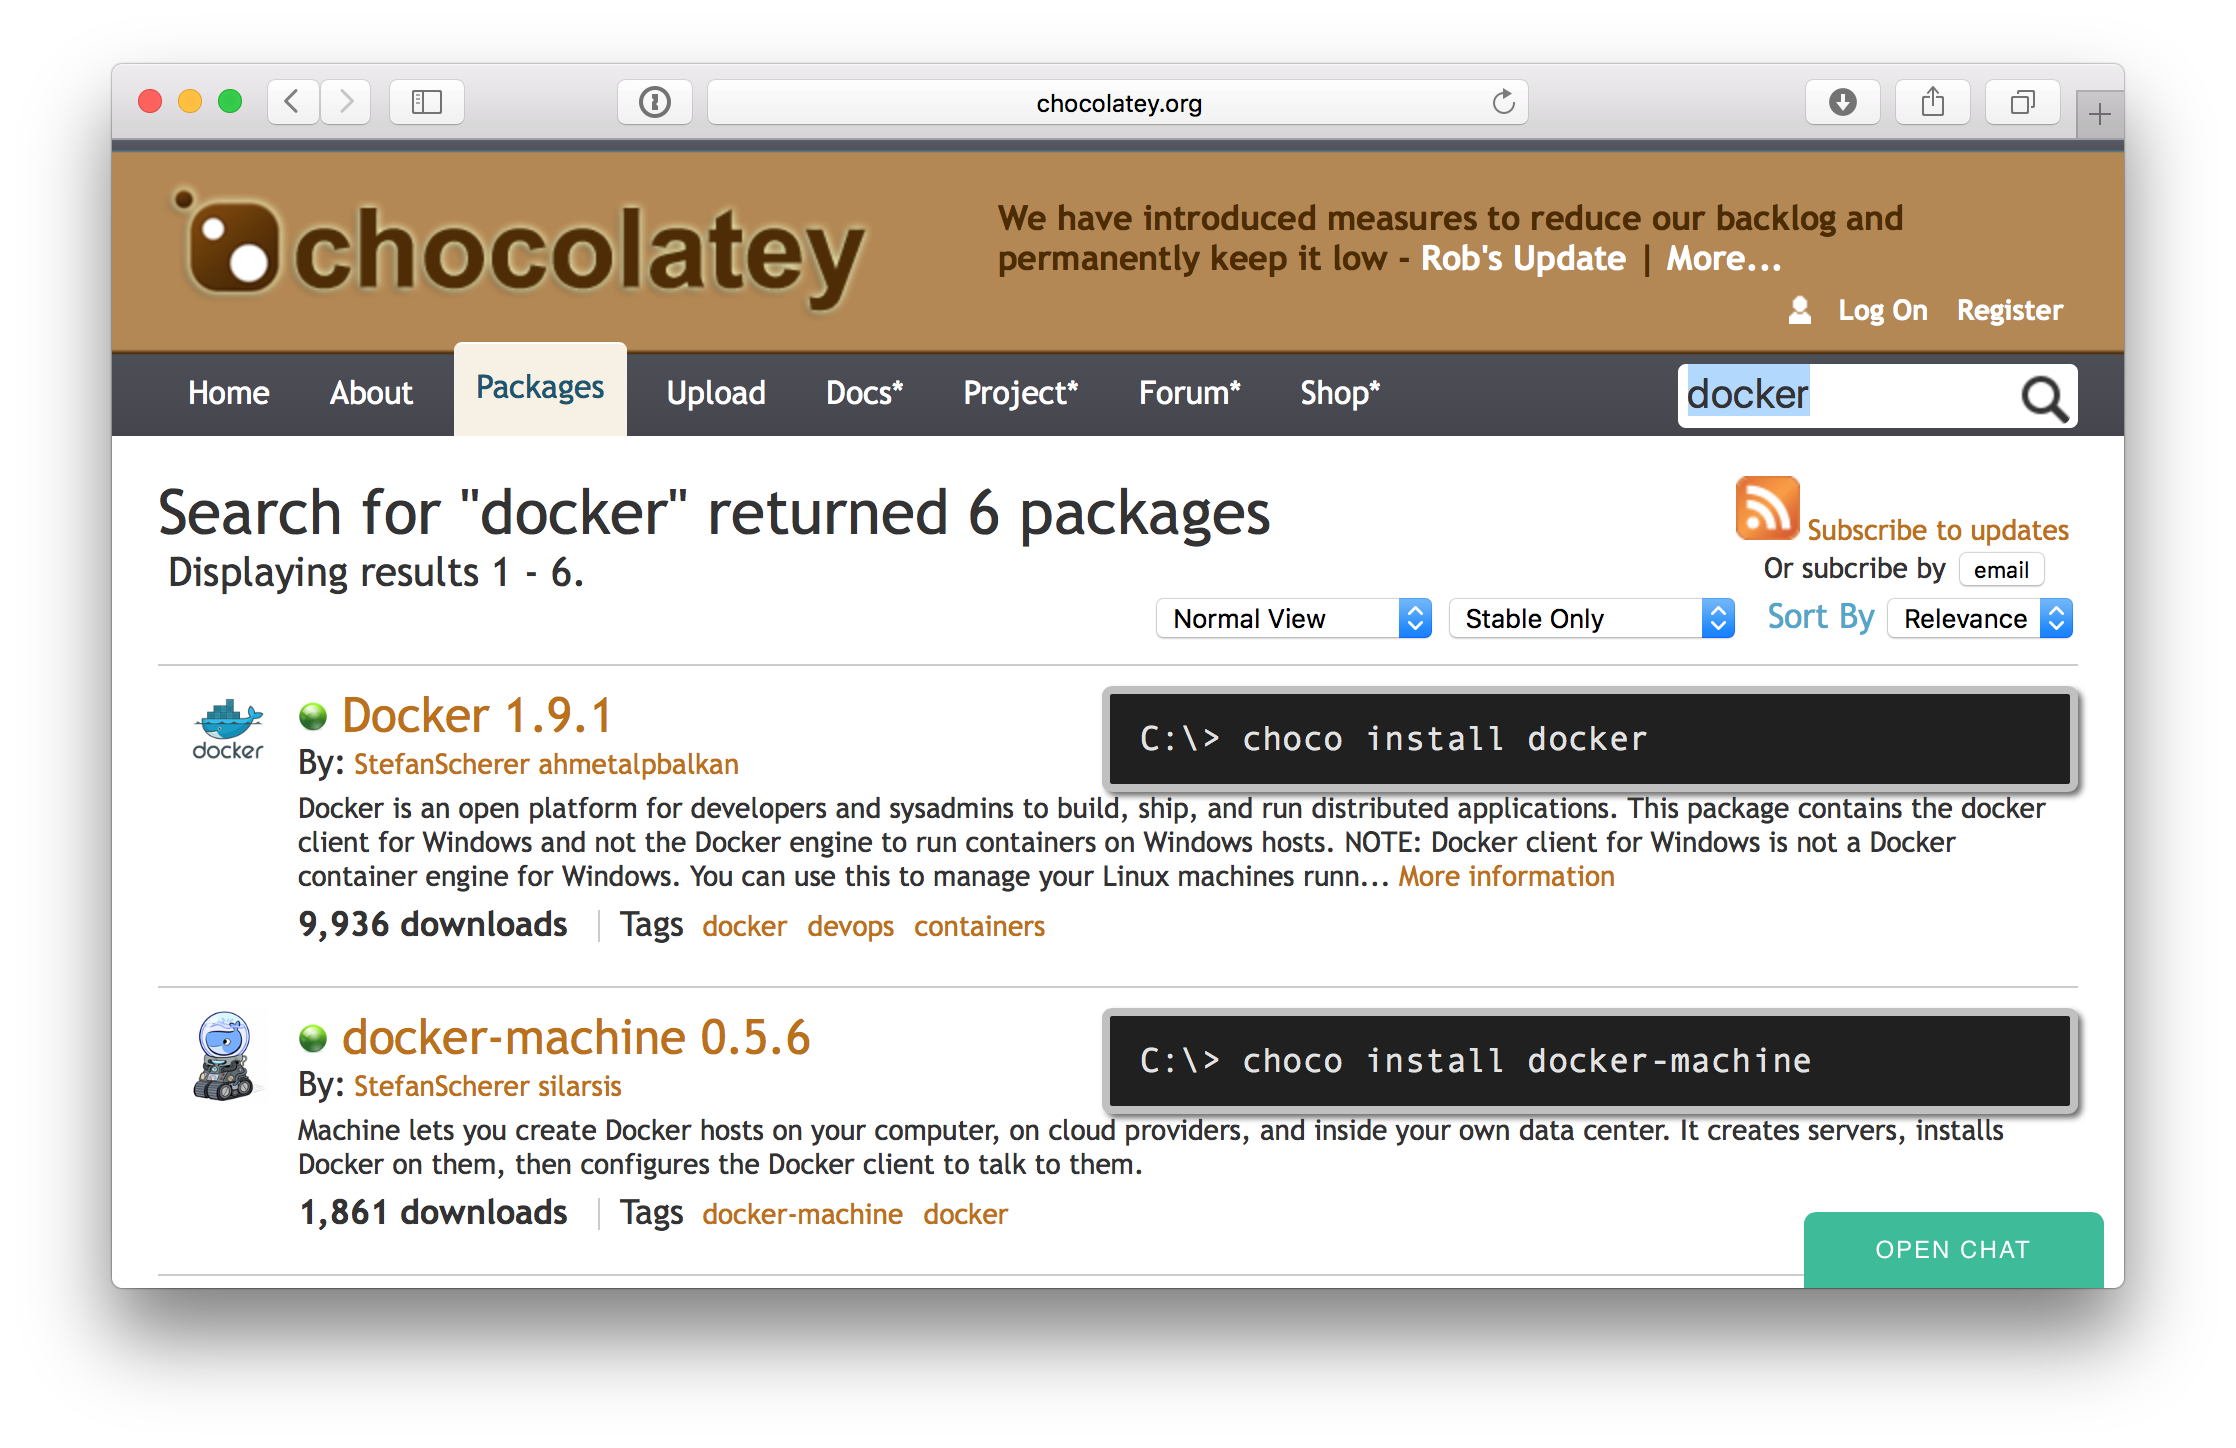 chocolatey.org
chocolatey
We have introduced measures to reduce our backlog and
permanently keep it low - Rob's Update | More...
Log On Register
Home About Packages Upload Docs* Project* Forum* Shop* docker
Search for "docker" returned 6 packages
Displaying results 1 - 6.
Subscribe to updates
Or subcribe by email
Normal View Stable Only Sort By Relevance
docker
Docker 1.9.1
By: StefanScherer ahmetalpbalkan
C:\> choco install docker
Docker is an open platform for developers and sysadmins to build, ship, and run distributed applications. This package contains the docker
client for Windows and not the Docker engine to run containers on Windows hosts. NOTE: Docker client for Windows is not a Docker
container engine for Windows. You can use this to manage your Linux machines runn... More information
9,936 downloads Tags docker devops containers
docker-machine 0.5.6
By: StefanScherer silarsis
C:\> choco install docker-machine
Machine lets you create Docker hosts on your computer, on cloud providers, and inside your own data center. It creates servers, installs
Docker on them, then configures the Docker client to talk to them.
1,861 downloads Tags docker-machine docker
OPEN CHAT